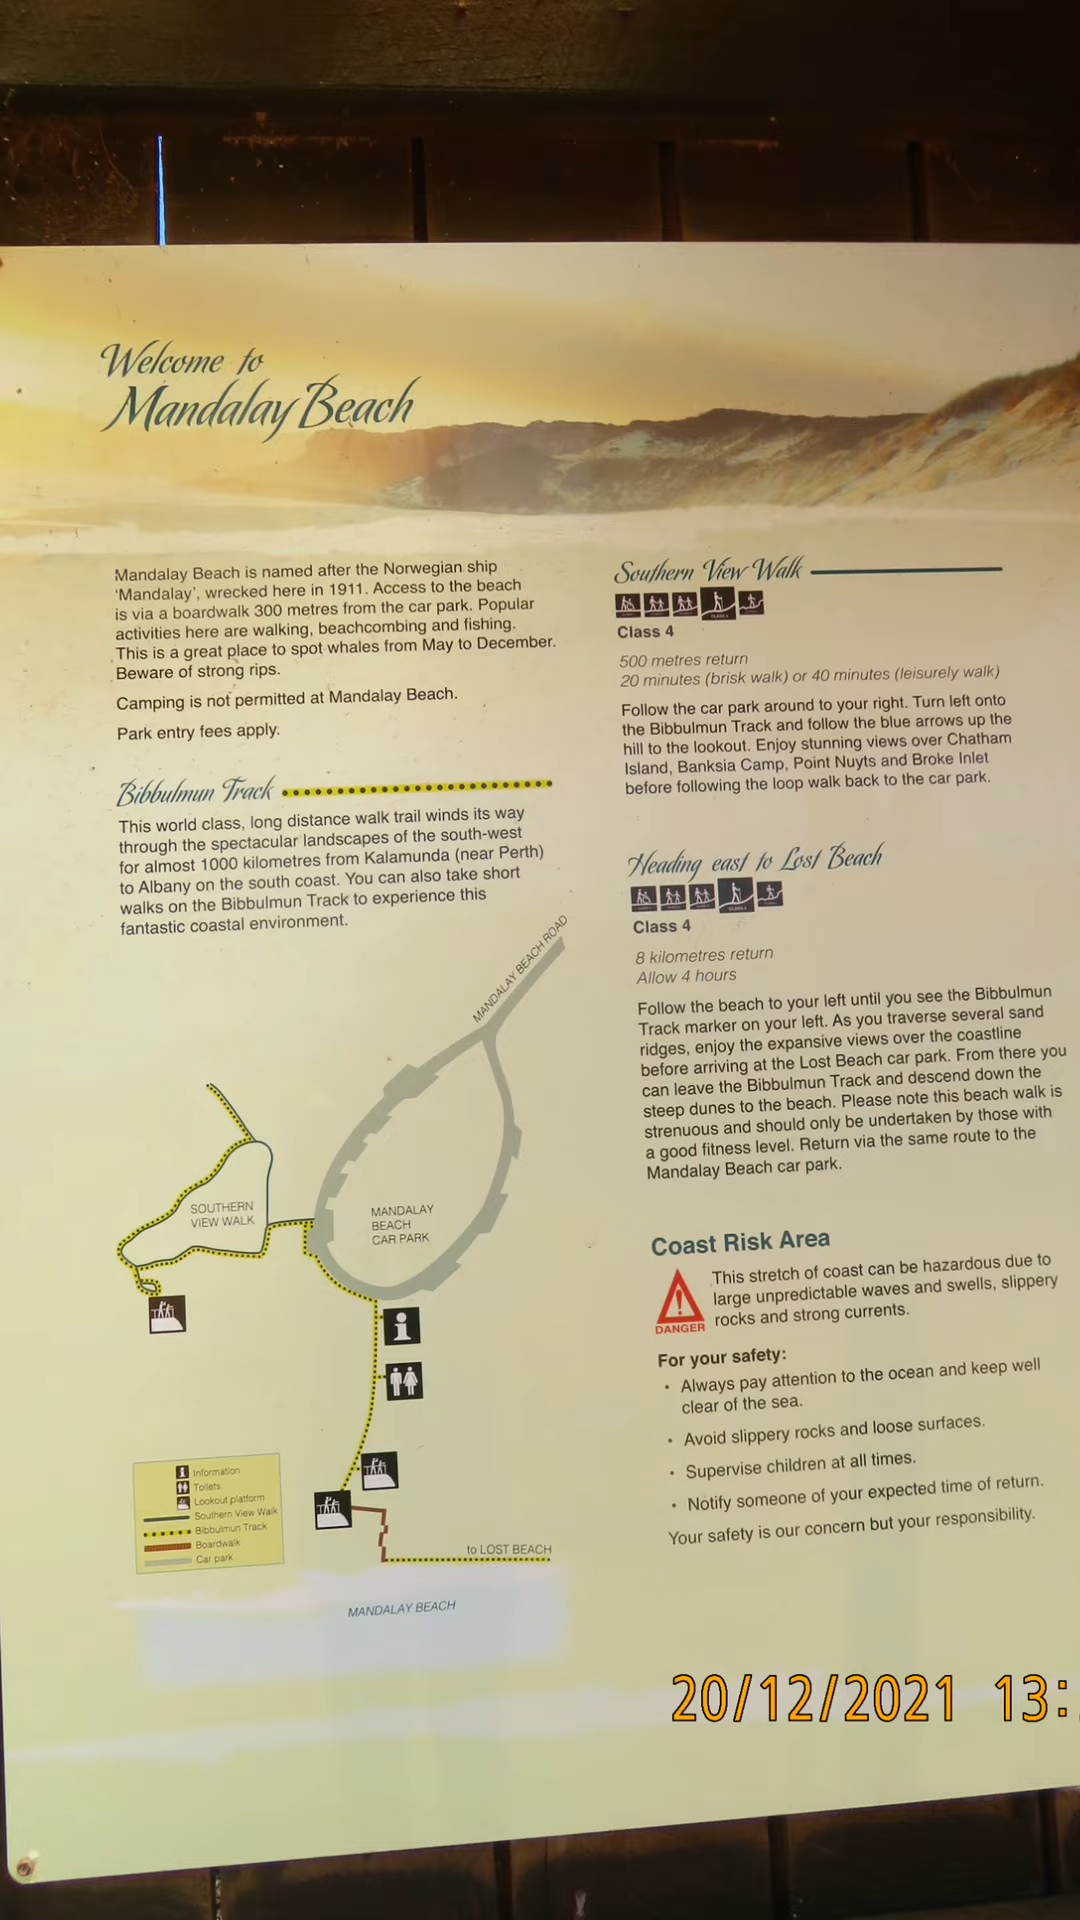 Welcome to
Mandalay Beach
Mandalay Beach is named after the Norwegian ship
'Mandalay', wrecked here in 1911. Access to the beach
is via a boardwalk 300 metres from the car park. Popular
activities here are walking, beachcombing and fishing.
This is a great place to spot whales from May to December.
Beware of strong rips.
Camping is not permitted at Mandalay Beach.
Park entry fees apply.
Bibbulmun Track
This world class, long distance walk trail winds its way
through the spectacular landscapes of the south-west
for almost 1000 kilometres from Kalamunda (near Perth)
to Albany on the south coast. You can also take short
walks on the Bibbulmun Track to experience this
fantastic coastal environment.
MANDALAY BEACH ROAD
SOUTHERN
VIEW WALK
MANDALAY
BEACH
CAR PARK
Information
Toilets
Lookout platform
Southern View Walk
Bibbulmun Track
Boardwalk
Car park
to LOST BEACH
MANDALAY BEACH
Southern View Walk
Class 4
500 metres return
20 minutes (brisk walk) or 40 minutes (leisurely walk)
Follow the car park around to your right. Turn left onto
the Bibbulmun Track and follow the blue arrows up the
hill to the lookout. Enjoy stunning views over Chatham
Island, Banksia Camp, Point Nuyts and Broke Inlet
before following the loop walk back to the car park.
Heading east to Lost Beach
Class 4
8 kilometres return
Allow 4 hours
Follow the beach to your left until you see the Bibbulmun
Track marker on your left. As you traverse several sand
ridges, enjoy the expansive views over the coastline
before arriving at the Lost Beach car park. From there you
can leave the Bibbulmun Track and descend down the
steep dunes to the beach. Please note this beach walk is
strenuous and should only be undertaken by those with
a good fitness level. Return via the same route to the
Mandalay Beach car park.
Coast Risk Area
DANGER
This stretch of coast can be hazardous due to
large unpredictable waves and swells, slippery
rocks and strong currents.
For your safety:
• Always pay attention to the ocean and keep well
clear of the sea.
• Avoid slippery rocks and loose surfaces.
• Supervise children at all times.
• Notify someone of your expected time of return.
Your safety is our concern but your responsibility.
20/12/2021 13: